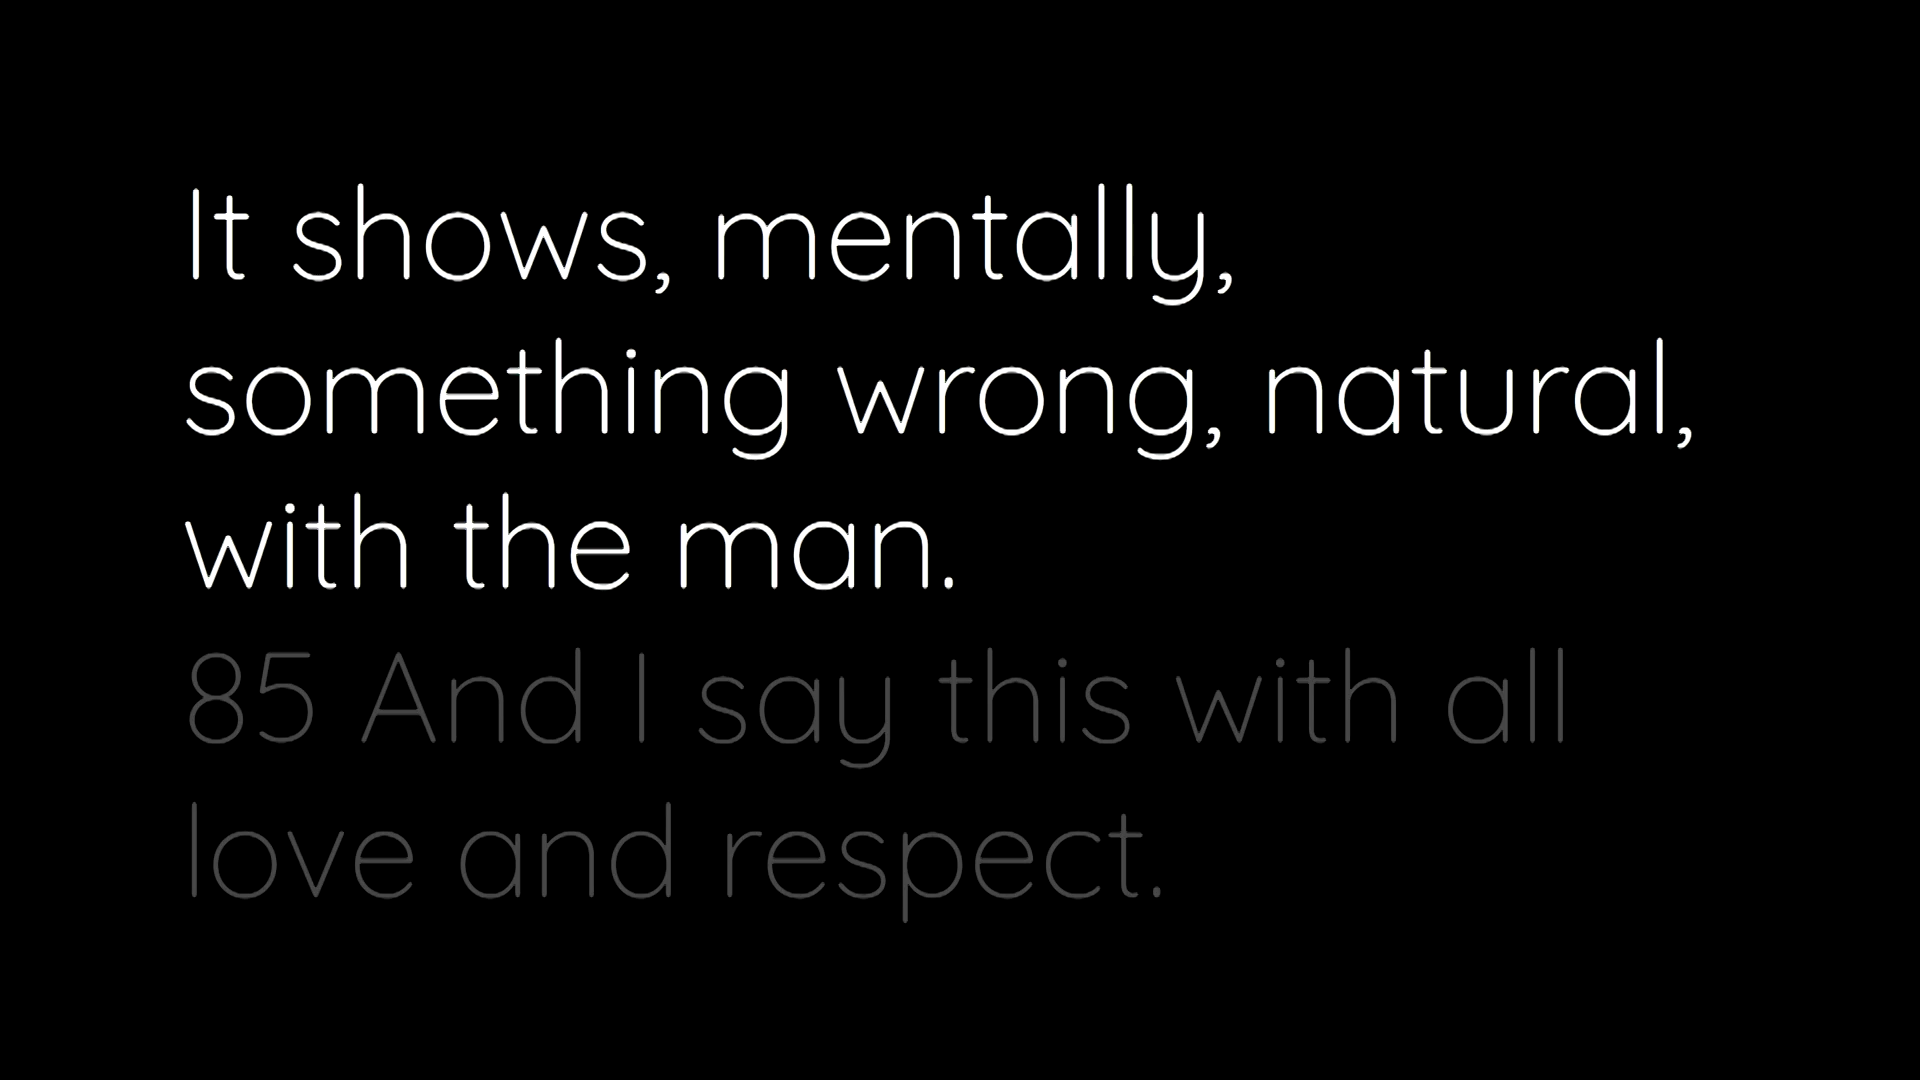 It shows, mentally,
something wrong, natural,
with the man.
85 And I say this with all
love and respect.